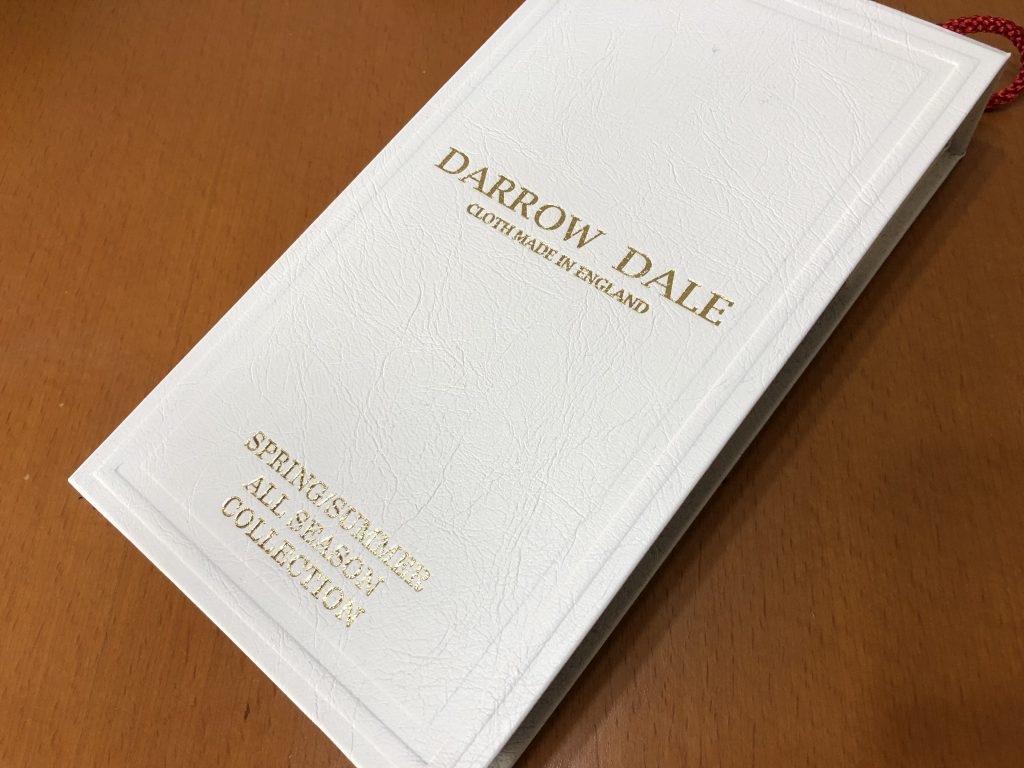 DARROW DALE
CLOTH MADE IN ENGLAND
SPRING/SUMMER
ALL SEASON
COLLECTION